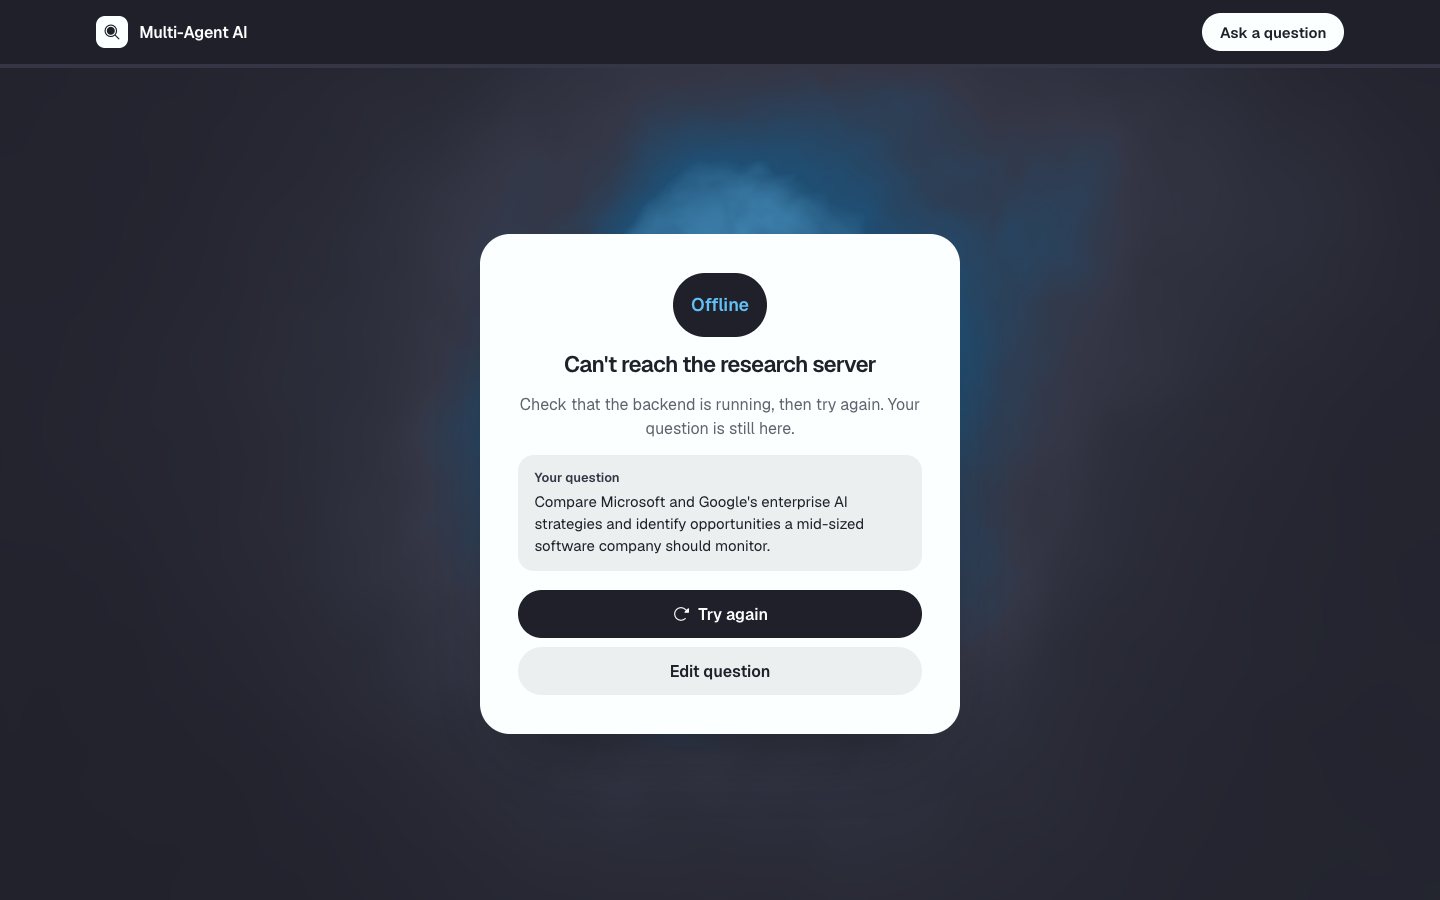 Multi-Agent AI
Ask a question
Offline
Can't reach the research server
Check that the backend is running, then try again. Your
question is still here.
Your question
Compare Microsoft and Google's enterprise AI
strategies and identify opportunities a mid-sized
software company should monitor.
Try again
Edit question